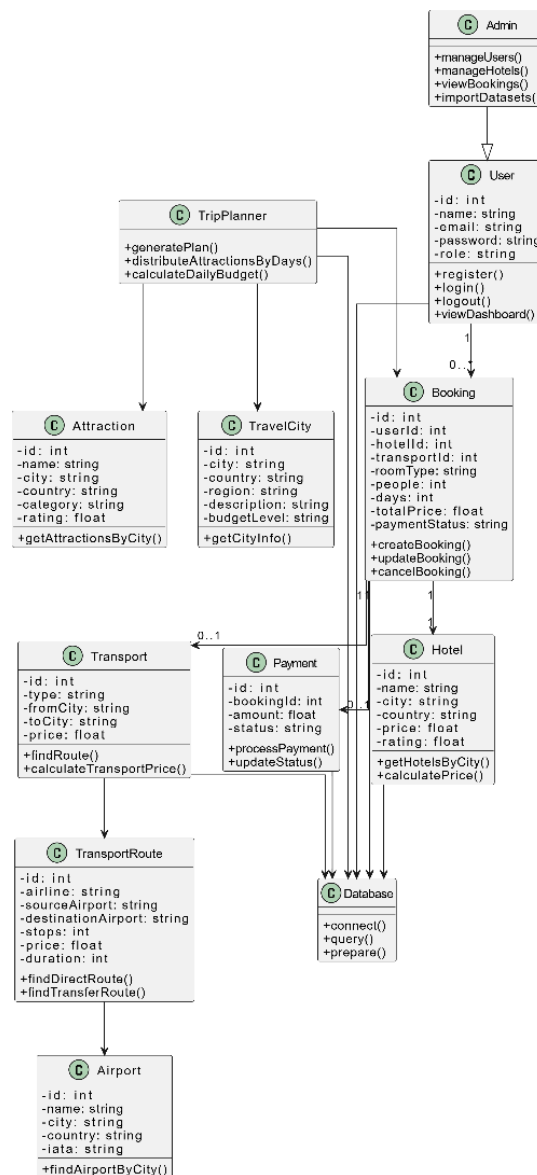 C Admin
+manageUsers()
+manageHotels()
+viewBookings()
+importDatasets()
C User
-id: int
-name: string
-email: string
-password: string
-role: string
+register()
+login()
+logout()
+viewDashboard()
C TripPlanner
+generatePlan()
+distributeAttractionsByDays()
+calculateDailyBudget()
1
0..*
C Attraction
-id: int
-name: string
-city: string
-country: string
-category: string
-rating: float
+getAttractionsByCity()
C TravelCity
-id: int
-city: string
-country: string
-region: string
-description: string
-budgetLevel: string
+getCityInfo()
C Booking
-id: int
-userId: int
-hotelId: int
-transportId: int
-roomType: string
-people: int
-days: int
-totalPrice: float
-paymentStatus: string
+createBooking()
+updateBooking()
+cancelBooking()
1
1
1
0..1
1
0..1
C Transport
-id: int
-type: string
-fromCity: string
-toCity: string
-price: float
+findRoute()
+calculateTransportPrice()
C Payment
-id: int
-bookingId: int
-amount: float
-status: string
+processPayment()
+updateStatus()
C Hotel
-id: int
-name: string
-city: string
-country: string
-price: float
-rating: float
+getHotelsByCity()
+calculatePrice()
C TransportRoute
-id: int
-airline: string
-sourceAirport: string
-destinationAirport: string
-stops: int
-price: float
-duration: int
+findDirectRoute()
+findTransferRoute()
C Database
+connect()
+query()
+prepare()
C Airport
-id: int
-name: string
-city: string
-country: string
-iata: string
+findAirportByCity()